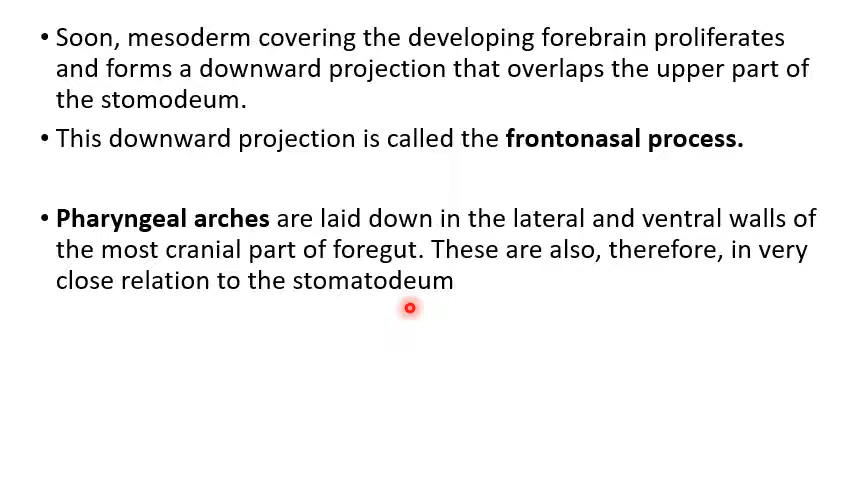 • Soon, mesoderm covering the developing forebrain proliferates
and forms a downward projection that overlaps the upper part of
the stomodeum.
• This downward projection is called the frontonasal process.
• Pharyngeal arches are laid down in the lateral and ventral walls of
the most cranial part of foregut. These are also, therefore, in very
close relation to the stomatodeum